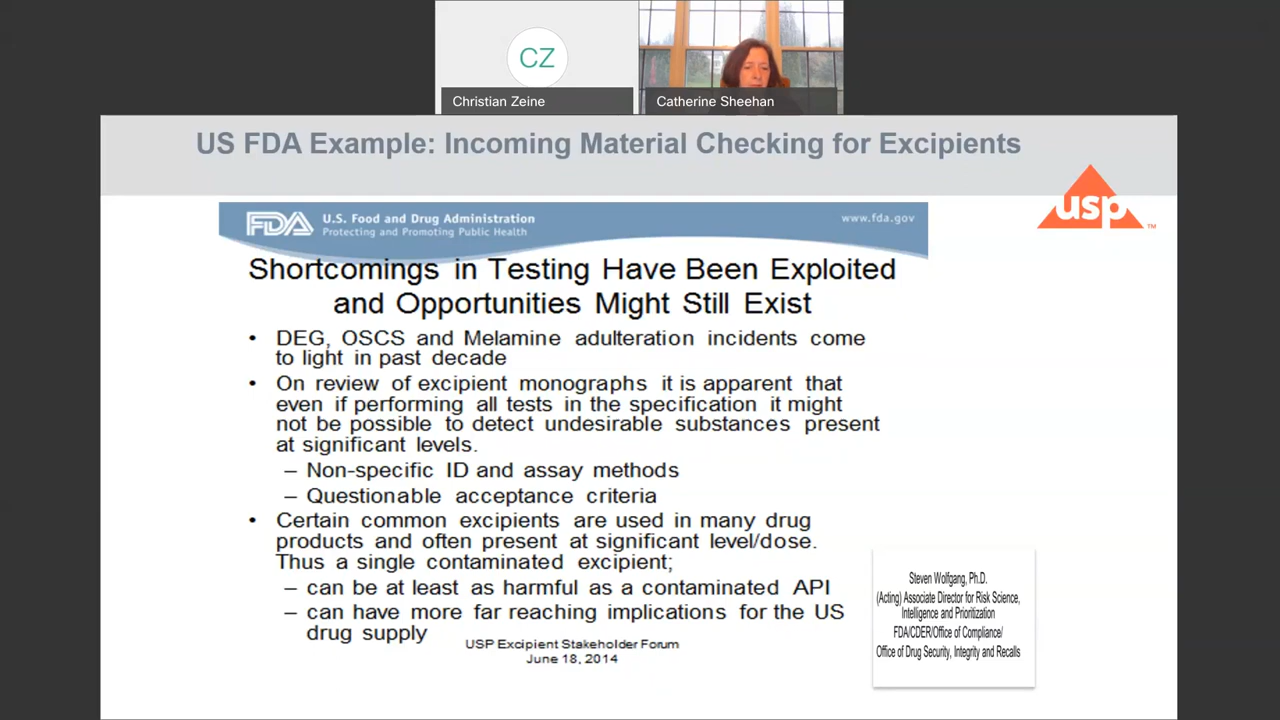 CZ
Christian Zeine
Catherine Sheehan
US FDA Example: Incoming Material Checking for Excipients
usp™
FDA U.S. Food and Drug Administration
Protecting and Promoting Public Health
www.fda.gov
Shortcomings in Testing Have Been Exploited
and Opportunities Might Still Exist
• DEG, OSCS and Melamine adulteration incidents come
to light in past decade
• On review of excipient monographs it is apparent that
even if performing all tests in the specification it might
not be possible to detect undesirable substances present
at significant levels.
– Non-specific ID and assay methods
– Questionable acceptance criteria
• Certain common excipients are used in many drug
products and often present at significant level/dose.
Thus a single contaminated excipient;
– can be at least as harmful as a contaminated API
– can have more far reaching implications for the US
drug supply
USP Excipient Stakeholder Forum
June 18, 2014
Steven Wolfgang, Ph.D.
(Acting) Associate Director for Risk Science,
Intelligence and Prioritization
FDA/CDER/Office of Compliance/
Office of Drug Security, Integrity and Recalls